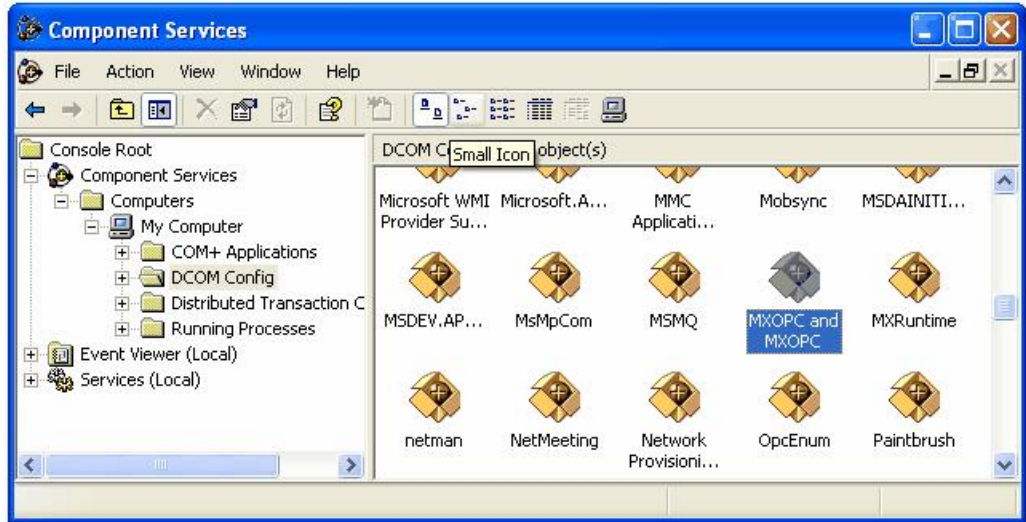 Component Services
File Action View Window Help
Console Root
Component Services
Computers
My Computer
COM+ Applications
DCOM Config
Distributed Transaction C
Running Processes
Event Viewer (Local)
Services (Local)
DCOM C
Small Icon
object(s)
Microsoft WMI
Provider Su...
Microsoft.A...
MMC
Applicati...
Mobsync
MSDAINITI...
MSDEV.AP...
MsMpCom
MSMQ
MXOPC and
MXOPC
MXRuntime
netman
NetMeeting
Network
Provisioni...
OpcEnum
Paintbrush